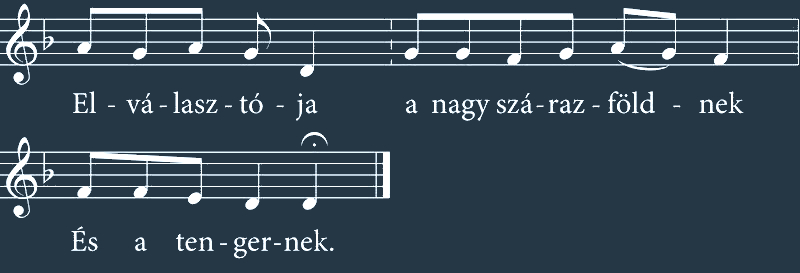 El - vá - lasz - tó - ja a nagy szá - raz - föld - nek
És a ten - ger - nek.